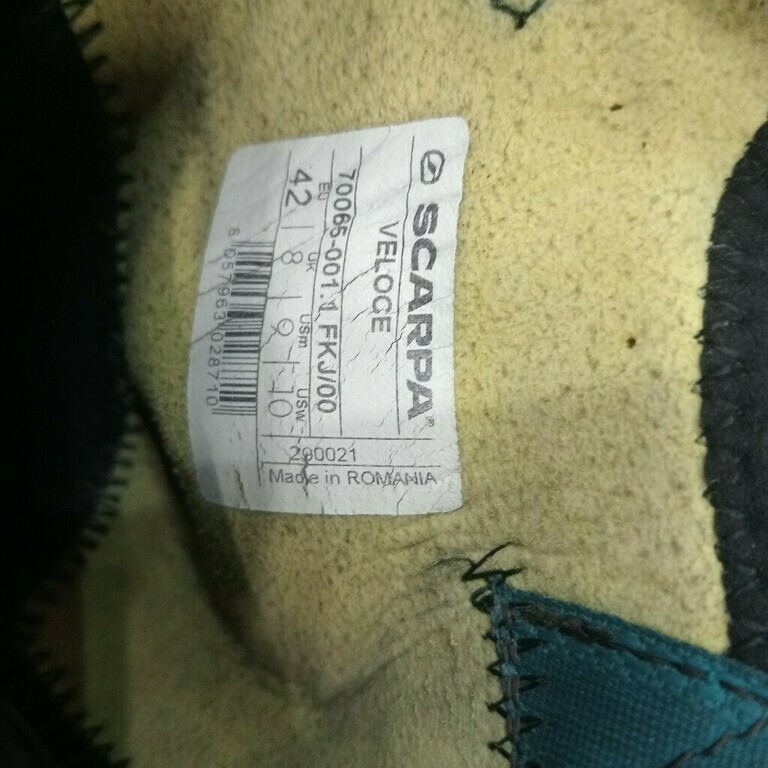 SCARPA®
VELOCE
70065-001.1 FKJ/00
EU UK USm USw
42 | 8 | 9 | 10
8 057963 028710
200021
Made in ROMANIA